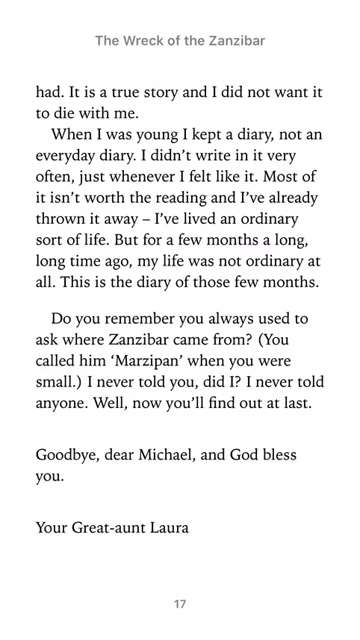 The Wreck of the Zanzibar
had. It is a true story and I did not want it
to die with me.
When I was young I kept a diary, not an
everyday diary. I didn’t write in it very
often, just whenever I felt like it. Most of
it isn’t worth the reading and I’ve already
thrown it away – I’ve lived an ordinary
sort of life. But for a few months a long,
long time ago, my life was not ordinary at
all. This is the diary of those few months.
Do you remember you always used to
ask where Zanzibar came from? (You
called him ‘Marzipan’ when you were
small.) I never told you, did I? I never told
anyone. Well, now you’ll find out at last.
Goodbye, dear Michael, and God bless
you.
Your Great-aunt Laura
17